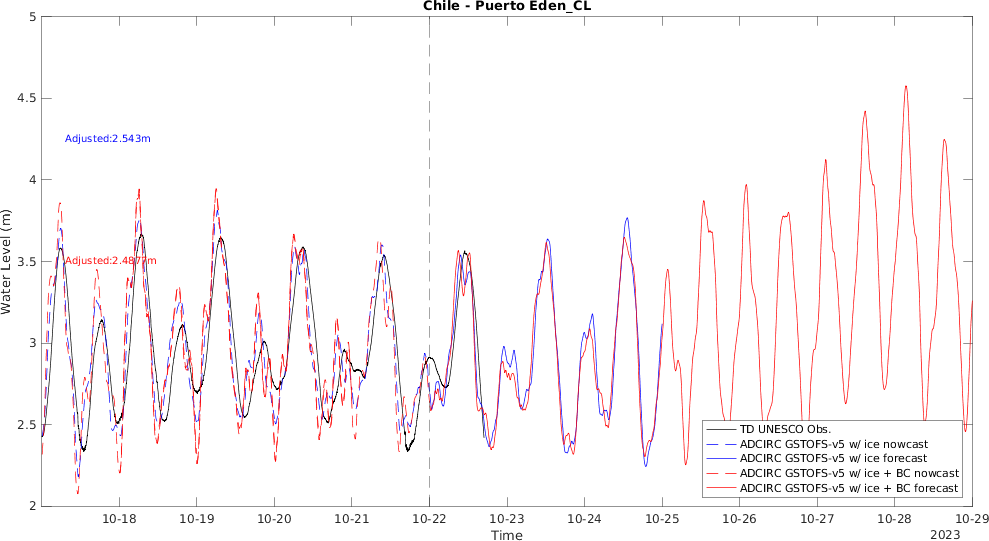 Chile - Puerto Eden_CL
5
4.5
4
3.5
3
2.5
2
Water Level (m)
Adjusted:2.543m
Adjusted:2.4877m
TD UNESCO Obs.
ADCIRC GSTOFS-v5 w/ ice nowcast
ADCIRC GSTOFS-v5 w/ ice forecast
ADCIRC GSTOFS-v5 w/ ice + BC nowcast
ADCIRC GSTOFS-v5 w/ ice + BC forecast
10-18 10-19 10-20 10-21 10-22 10-23 10-24 10-25 10-26 10-27 10-28 10-29
Time
2023